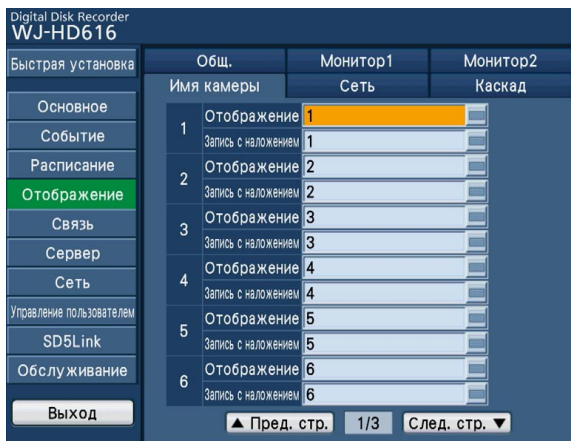 Digital Disk Recorder
WJ-HD616
Быстрая установка
Основное
Событие
Расписание
Отображение
Связь
Сервер
Сеть
Управление пользователем
SD5Link
Обслуживание
Выход
Общ. Монитор1 Монитор2
Имя камеры Сеть Каскад
1
Отображение 1
Запись с наложением 1
2
Отображение 2
Запись с наложением 2
3
Отображение 3
Запись с наложением 3
4
Отображение 4
Запись с наложением 4
5
Отображение 5
Запись с наложением 5
6
Отображение 6
Запись с наложением 6
▲ Пред. стр. 1/3 След. стр. ▼